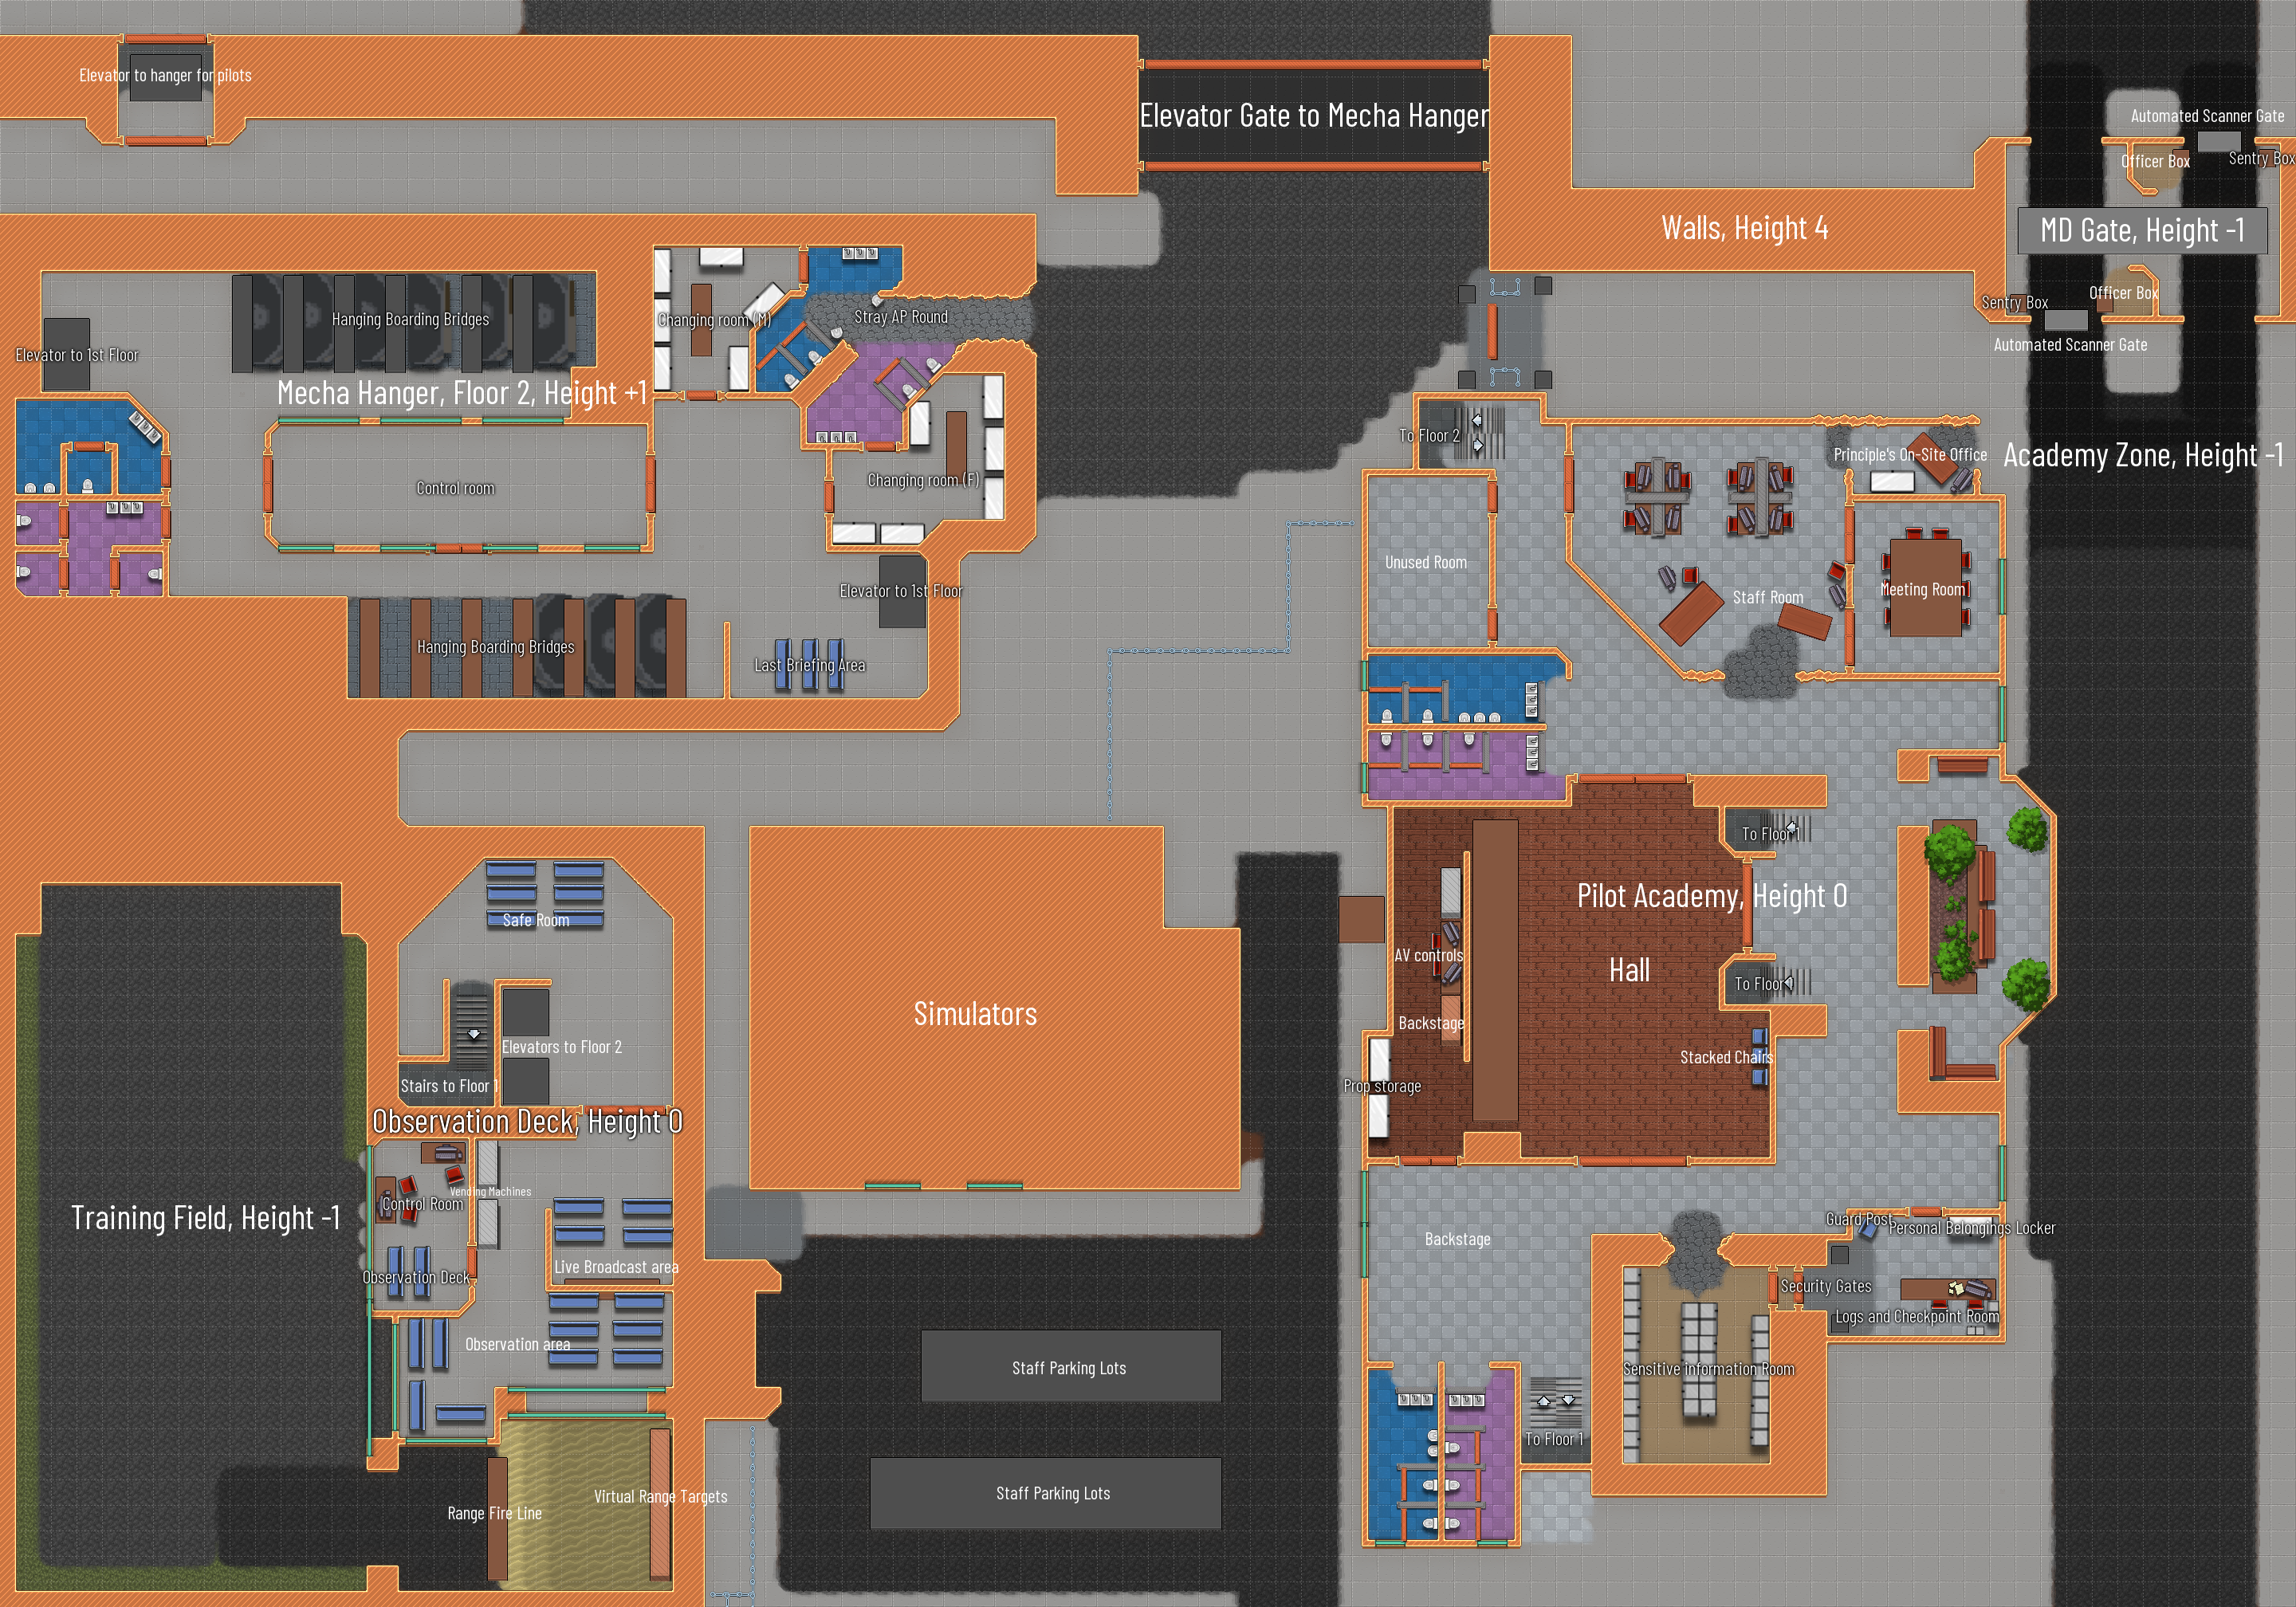 Elevator to hanger for pilots
Elevator Gate to Mecha Hanger
Automated Scanner Gate
Officer Box
Sentry Box
Walls, Height 4
MD Gate, Height -1
Officer Box
Sentry Box
Automated Scanner Gate
Hanging Boarding Bridges
Changing room (M)
Stray AP Round
Elevator to 1st Floor
Mecha Hanger, Floor 2, Height +1
To Floor 2
Principle's On-Site Office
Academy Zone, Height -1
Control room
Changing room (F)
Unused Room
Elevator to 1st Floor
Staff Room
Meeting Room
Hanging Boarding Bridges
Last Briefing Area
To Floor 1
Pilot Academy, Height 0
Safe Room
AV controls
Hall
To Floor
Simulators
Backstage
Elevators to Floor 2
Stacked Chairs
Stairs to Floor 1
Prop storage
Observation Deck, Height 0
Vending Machines
Control Room
Training Field, Height -1
Guard Post
Personal Belongings Locker
Backstage
Live Broadcast area
Observation Deck
Security Gates
Logs and Checkpoint Room
Observation area
Staff Parking Lots
Sensitive information Room
To Floor 1
Staff Parking Lots
Virtual Range Targets
Range Fire Line